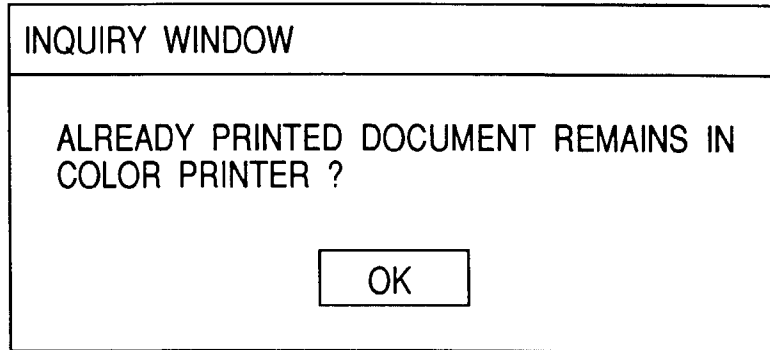 INQUIRY WINDOW
ALREADY PRINTED DOCUMENT REMAINS IN
COLOR PRINTER ?
OK